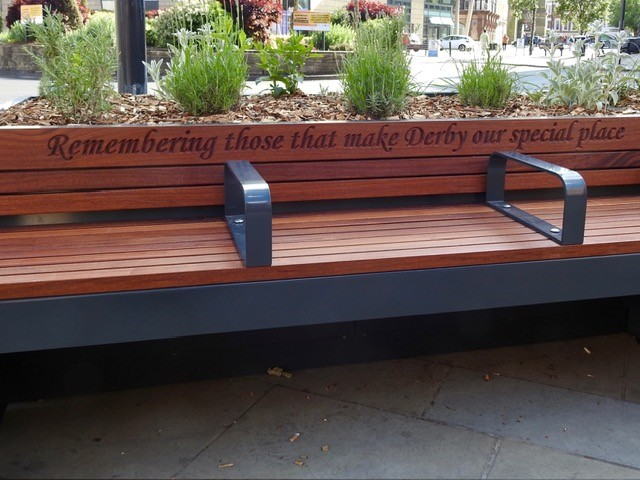 Remembering those that make Derby our special place